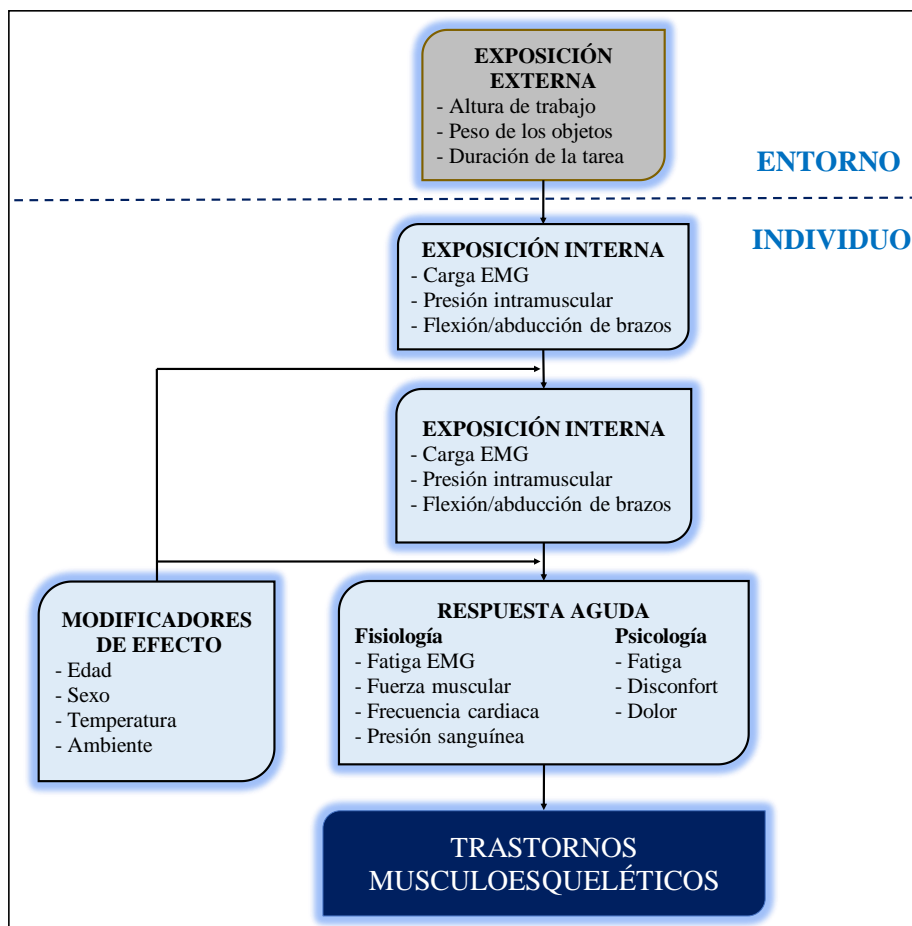 EXPOSICIÓN
EXTERNA
- Altura de trabajo
- Peso de los objetos
- Duración de la tarea
ENTORNO
INDIVIDUO
EXPOSICIÓN INTERNA
- Carga EMG
- Presión intramuscular
- Flexión/abducción de brazos
EXPOSICIÓN INTERNA
- Carga EMG
- Presión intramuscular
- Flexión/abducción de brazos
MODIFICADORES
DE EFECTO
- Edad
- Sexo
- Temperatura
- Ambiente
RESPUESTA AGUDA
Fisiología
- Fatiga EMG
- Fuerza muscular
- Frecuencia cardiaca
- Presión sanguínea
Psicología
- Fatiga
- Disconfort
- Dolor
TRASTORNOS
MUSCULOESQUELÉTICOS